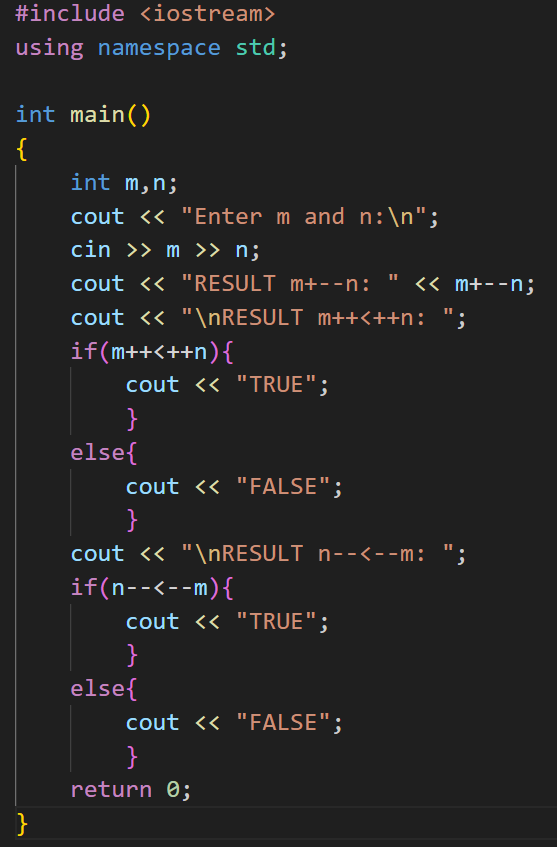 #include <iostream>
using namespace std;
int main()
{
int m,n;
cout << "Enter m and n:\n";
cin >> m >> n;
cout << "RESULT m+--n: " << m+--n;
cout << "\nRESULT m++<++n: ";
if(m++<++n){
cout << "TRUE";
}
else{
cout << "FALSE";
}
cout << "\nRESULT n--<--m: ";
if(n--<--m){
cout << "TRUE";
}
else{
cout << "FALSE";
}
return 0;
}